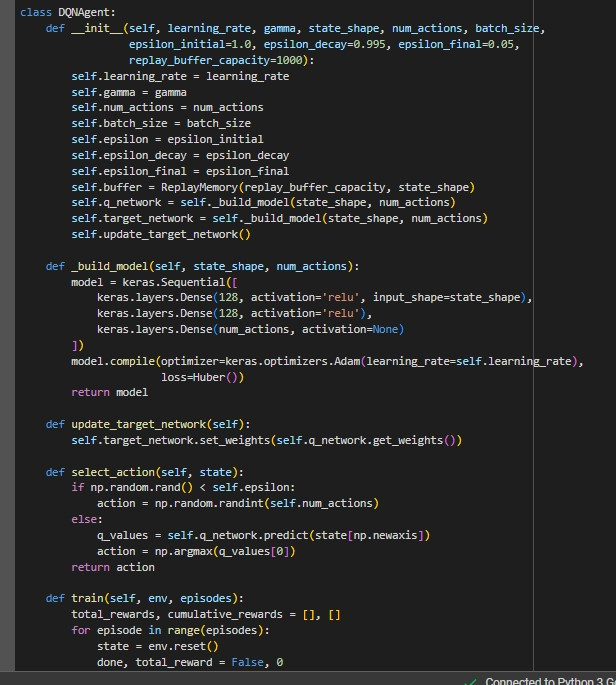 class DQNAgent:
    def __init__(self, learning_rate, gamma, state_shape, num_actions, batch_size,
                 epsilon_initial=1.0, epsilon_decay=0.995, epsilon_final=0.05,
                 replay_buffer_capacity=1000):
        self.learning_rate = learning_rate
        self.gamma = gamma
        self.num_actions = num_actions
        self.batch_size = batch_size
        self.epsilon = epsilon_initial
        self.epsilon_decay = epsilon_decay
        self.epsilon_final = epsilon_final
        self.buffer = ReplayMemory(replay_buffer_capacity, state_shape)
        self.q_network = self._build_model(state_shape, num_actions)
        self.target_network = self._build_model(state_shape, num_actions)
        self.update_target_network()
    def _build_model(self, state_shape, num_actions):
        model = keras.Sequential([
            keras.layers.Dense(128, activation='relu', input_shape=state_shape),
            keras.layers.Dense(128, activation='relu'),
            keras.layers.Dense(num_actions, activation=None)
        ])
        model.compile(optimizer=keras.optimizers.Adam(learning_rate=self.learning_rate),
                      loss=Huber())
        return model
    def update_target_network(self):
        self.target_network.set_weights(self.q_network.get_weights())
    def select_action(self, state):
        if np.random.rand() < self.epsilon:
            action = np.random.randint(self.num_actions)
        else:
            q_values = self.q_network.predict(state[np.newaxis])
            action = np.argmax(q_values[0])
        return action
    def train(self, env, episodes):
        total_rewards, cumulative_rewards = [], []
        for episode in range(episodes):
            state = env.reset()
            done, total_reward = False, 0
Connected to Python 3 G